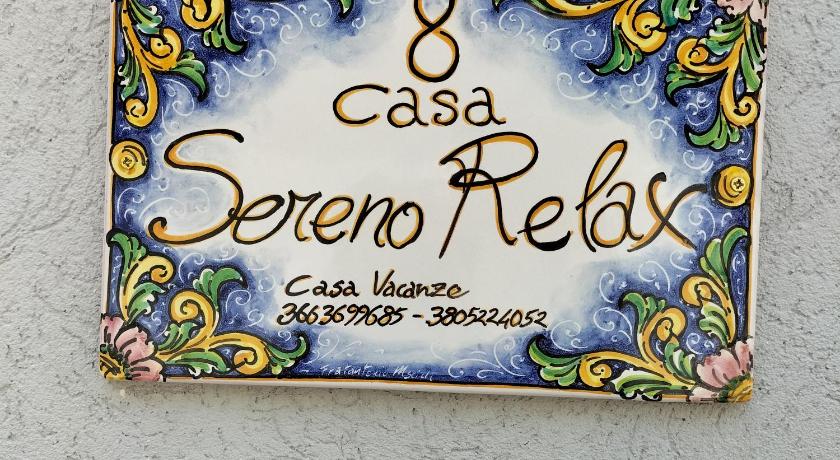 8
casa
Sereno Relax
Casa Vacanze
3663699685 - 3805224052